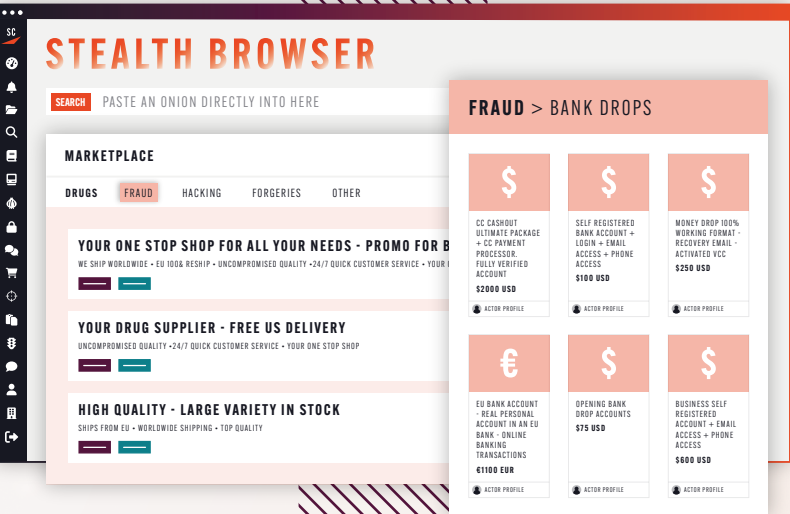 SC
STEALTH BROWSER
SEARCH
PASTE AN ONION DIRECTLY INTO HERE
MARKETPLACE
DRUGS
FRAUD
HACKING
FORGERIES
OTHER
YOUR ONE STOP SHOP FOR ALL YOUR NEEDS - PROMO FOR B
WE SHIP WORLDWIDE • EU 100& RESHIP • UNCOMPROMISED QUALITY •24/7 QUICK CUSTOMER SERVICE • YOUR
YOUR DRUG SUPPLIER - FREE US DELIVERY
UNCOMPROMISED QUALITY •24/7 QUICK CUSTOMER SERVICE • YOUR ONE STOP SHOP
HIGH QUALITY - LARGE VARIETY IN STOCK
SHIPS FROM EU • WORLDWIDE SHIPPING • TOP QUALITY
FRAUD > BANK DROPS
$
CC CASHOUT
ULTIMATE PACKAGE
+ CC PAYMENT
PROCESSOR.
FULLY VERIFIED
ACCOUNT
$2000 USD
ACTOR PROFILE
$
SELF REGISTERED
BANK ACCOUNT +
LOGIN + EMAIL
ACCESS + PHONE
ACCESS
$100 USD
ACTOR PROFILE
$
MONEY DROP 100%
WORKING FORMAT -
RECOVERY EMAIL -
ACTIVATED VCC
$250 USD
ACTOR PROFILE
€
EU BANK ACCOUNT
- REAL PERSONAL
ACCOUNT IN AN EU
BANK - ONLINE
BANKING
TRANSACTIONS
€1100 EUR
ACTOR PROFILE
$
OPENING BANK
DROP ACCOUNTS
$75 USD
ACTOR PROFILE
$
BUSINESS SELF
REGISTERED
ACCOUNT + EMAIL
ACCESS + PHONE
ACCESS
$600 USD
ACTOR PROFILE